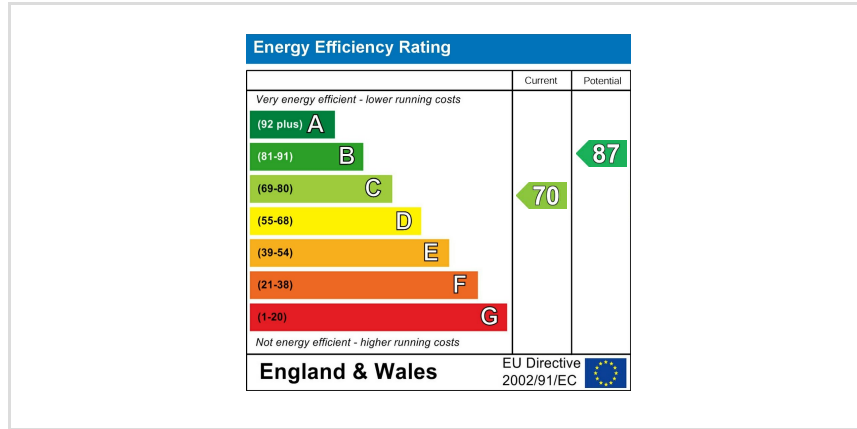 Energy Efficiency Rating
Current Potential
Very energy efficient - lower running costs
(92 plus) A
(81-91) B
87
(69-80) C
70
(55-68) D
(39-54) E
(21-38) F
(1-20) G
Not energy efficient - higher running costs
England & Wales
EU Directive
2002/91/EC